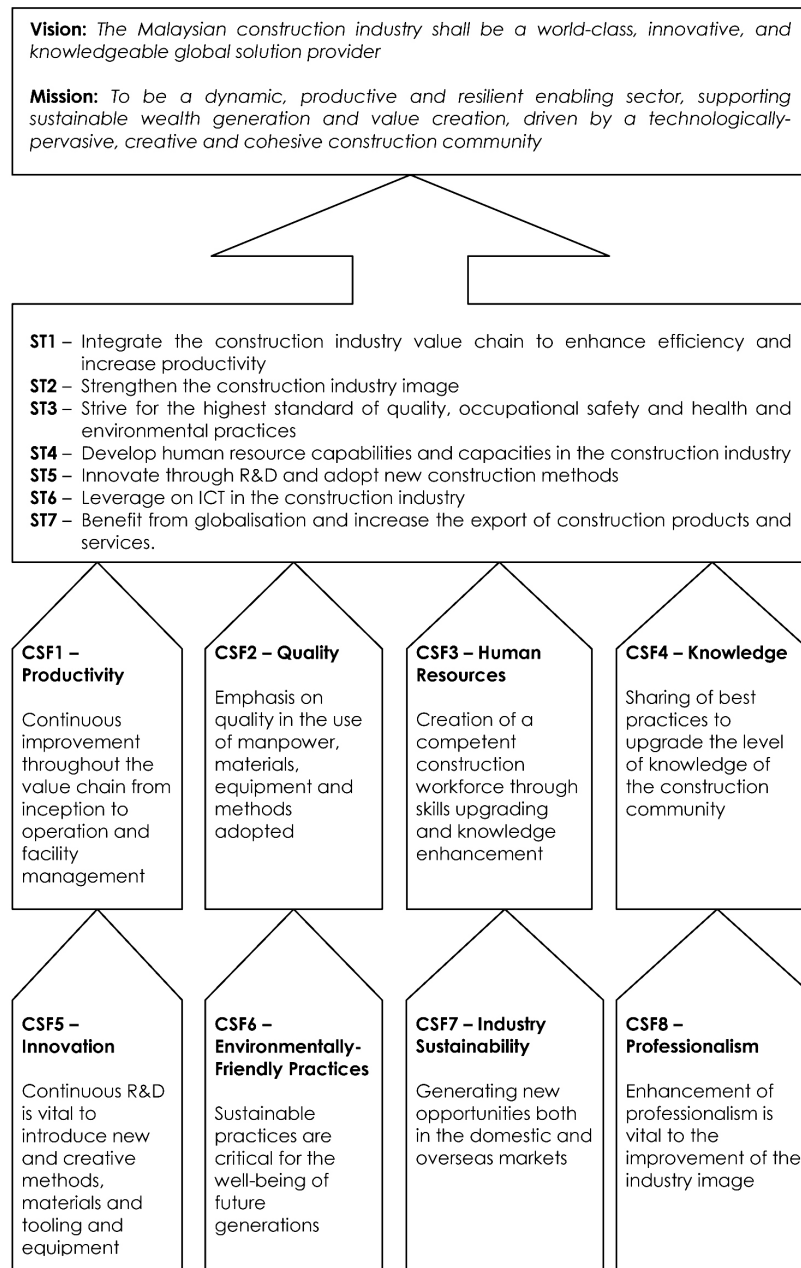 Vision: The Malaysian construction industry shall be a world-class, innovative, and
knowledgeable global solution provider
Mission: To be a dynamic, productive and resilient enabling sector, supporting
sustainable wealth generation and value creation, driven by a technologically-
pervasive, creative and cohesive construction community
ST1 – Integrate the construction industry value chain to enhance efficiency and
increase productivity
ST2 – Strengthen the construction industry image
ST3 – Strive for the highest standard of quality, occupational safety and health and
environmental practices
ST4 – Develop human resource capabilities and capacities in the construction industry
ST5 – Innovate through R&D and adopt new construction methods
ST6 – Leverage on ICT in the construction industry
ST7 – Benefit from globalisation and increase the export of construction products and
services.
CSF1 –
Productivity
Continuous
improvement
throughout the
value chain from
inception to
operation and
facility
management
CSF2 – Quality
Emphasis on
quality in the use
of manpower,
materials,
equipment and
methods
adopted
CSF3 – Human
Resources
Creation of a
competent
construction
workforce through
skills upgrading
and knowledge
enhancement
CSF4 – Knowledge
Sharing of best
practices to
upgrade the level
of knowledge of
the construction
community
CSF5 –
Innovation
Continuous R&D
is vital to
introduce new
and creative
methods,
materials and
tooling and
equipment
CSF6 –
Environmentally-
Friendly Practices
Sustainable
practices are
critical for the
well-being of
future
generations
CSF7 – Industry
Sustainability
Generating new
opportunities both
in the domestic and
overseas markets
CSF8 –
Professionalism
Enhancement of
professionalism is
vital to the
improvement of the
industry image